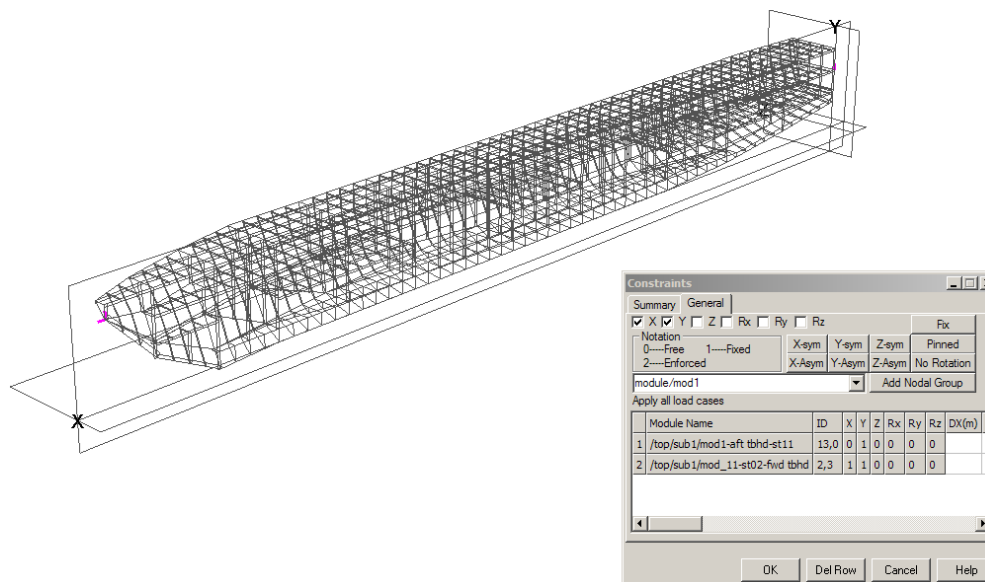 Y
X
Constraints
Summary General
X Y Z Rx Ry Rz Fix
Notation
0-----Free 1-----Fixed
2-----Enforced
X-sym Y-sym Z-sym Pinned
X-Asym Y-Asym Z-Asym No Rotation
module/mod1 Add Nodal Group
Apply all load cases
Module Name ID X Y Z Rx Ry Rz DX(m)
1 /top/sub1/mod1-aft tbhd-st11 13,0 0 1 0 0 0 0
2 /top/sub1/mod_11-st02-fwd tbhd 2,3 1 1 0 0 0 0
OK Del Row Cancel Help